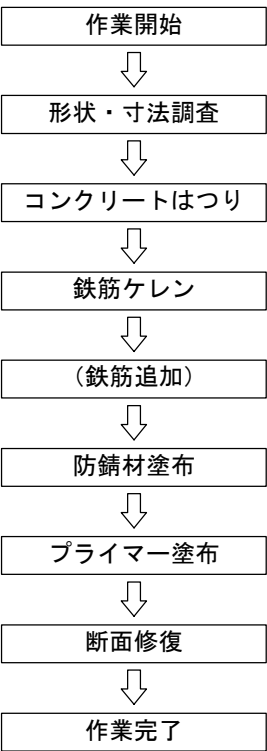 作業開始
形状・寸法調査
コンクリートはつり
鉄筋ケレン
(鉄筋追加)
防錆材塗布
プライマー塗布
断面修復
作業完了